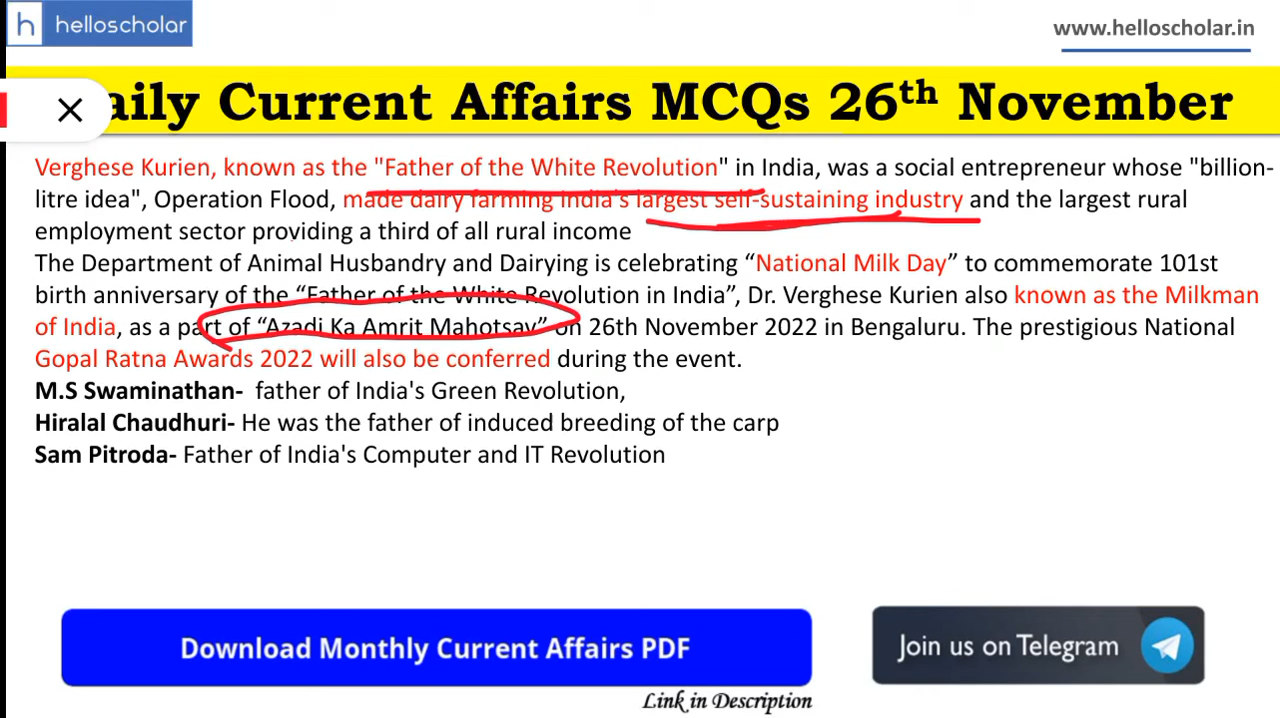 h helloscholar
www.helloscholar.in
aily Current Affairs MCQs 26th November
Verghese Kurien, known as the "Father of the White Revolution" in India, was a social entrepreneur whose "billion-
litre idea", Operation Flood, made dairy farming India's largest self-sustaining industry and the largest rural
employment sector providing a third of all rural income
The Department of Animal Husbandry and Dairying is celebrating “National Milk Day” to commemorate 101st
birth anniversary of the “Father of the White Revolution in India”, Dr. Verghese Kurien also known as the Milkman
of India, as a part of “Azadi Ka Amrit Mahotsav” on 26th November 2022 in Bengaluru. The prestigious National
Gopal Ratna Awards 2022 will also be conferred during the event.
M.S Swaminathan- father of India's Green Revolution,
Hiralal Chaudhuri- He was the father of induced breeding of the carp
Sam Pitroda- Father of India's Computer and IT Revolution
Download Monthly Current Affairs PDF
Join us on Telegram
Link in Description